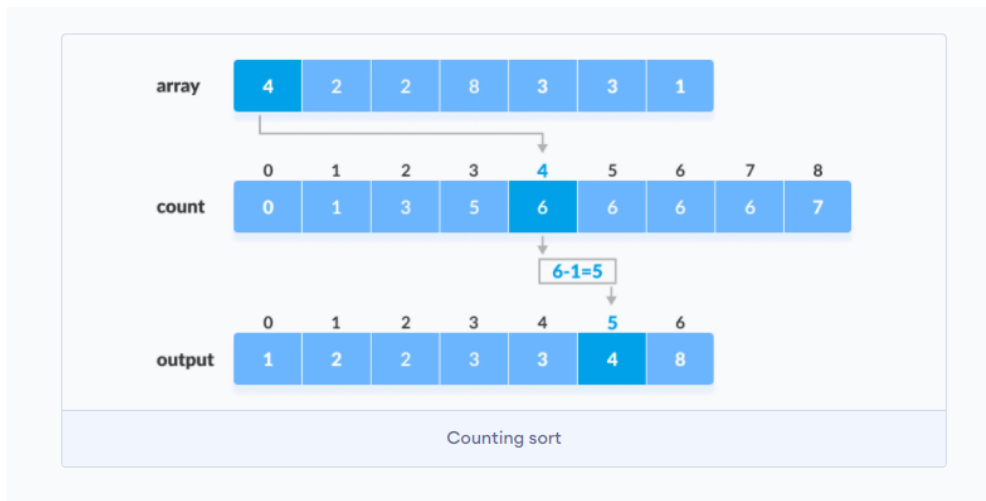 array 4 2 2 8 3 3 1
0 1 2 3 4 5 6 7 8
count 0 1 3 5 6 6 6 6 7
6-1=5
0 1 2 3 4 5 6
output 1 2 2 3 3 4 8
Counting sort